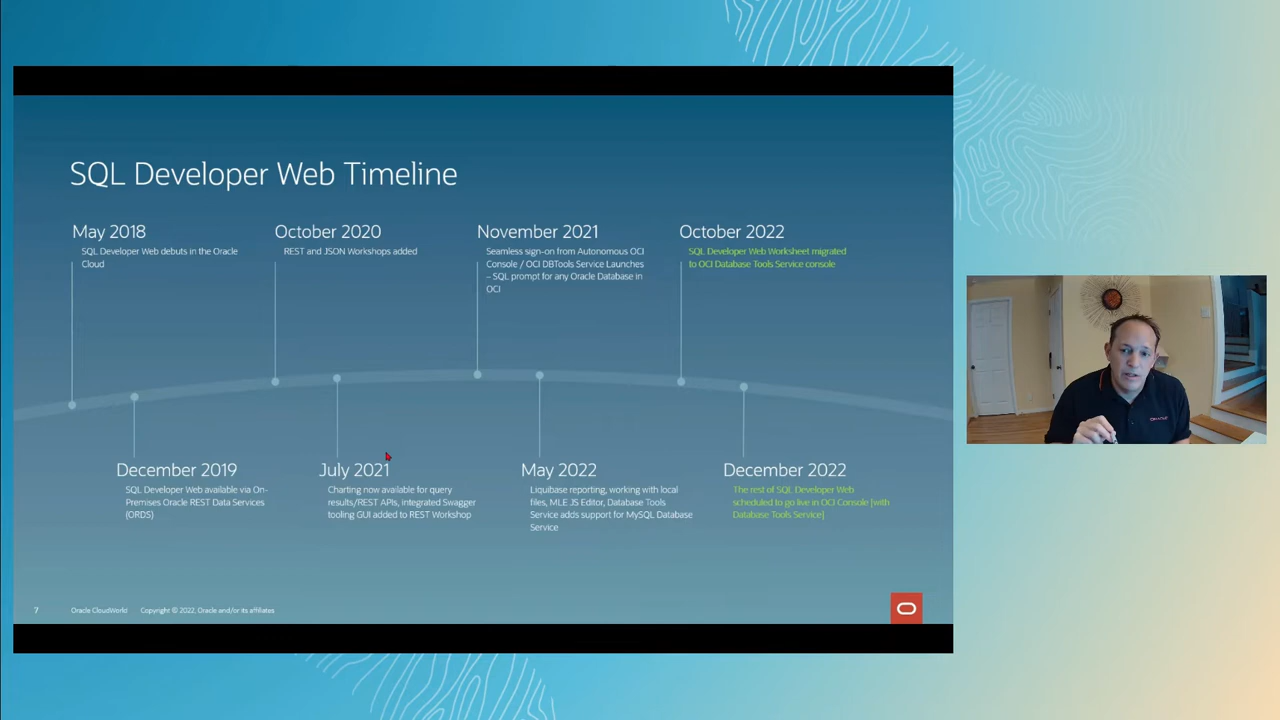 SQL Developer Web Timeline
May 2018
SQL Developer Web debuts in the Oracle
Cloud
October 2020
REST and JSON Workshops added
November 2021
Seamless sign-on from Autonomous OCI
Console / OCI DBTools Service Launches
– SQL prompt for any Oracle Database in
OCI
October 2022
SQL Developer Web Worksheet migrated
to OCI Database Tools Service console
December 2019
SQL Developer Web available via On-
Premises Oracle REST Data Services
(ORDS)
July 2021
Charting now available for query
results/REST APIs, integrated Swagger
tooling GUI added to REST Workshop
May 2022
Liquibase reporting, working with local
files, MLE JS Editor, Database Tools
Service adds support for MySQL Database
Service
December 2022
The rest of SQL Developer Web
scheduled to go live in OCI Console [with
Database Tools Service]
7 Oracle CloudWorld Copyright © 2022, Oracle and/or its affiliates